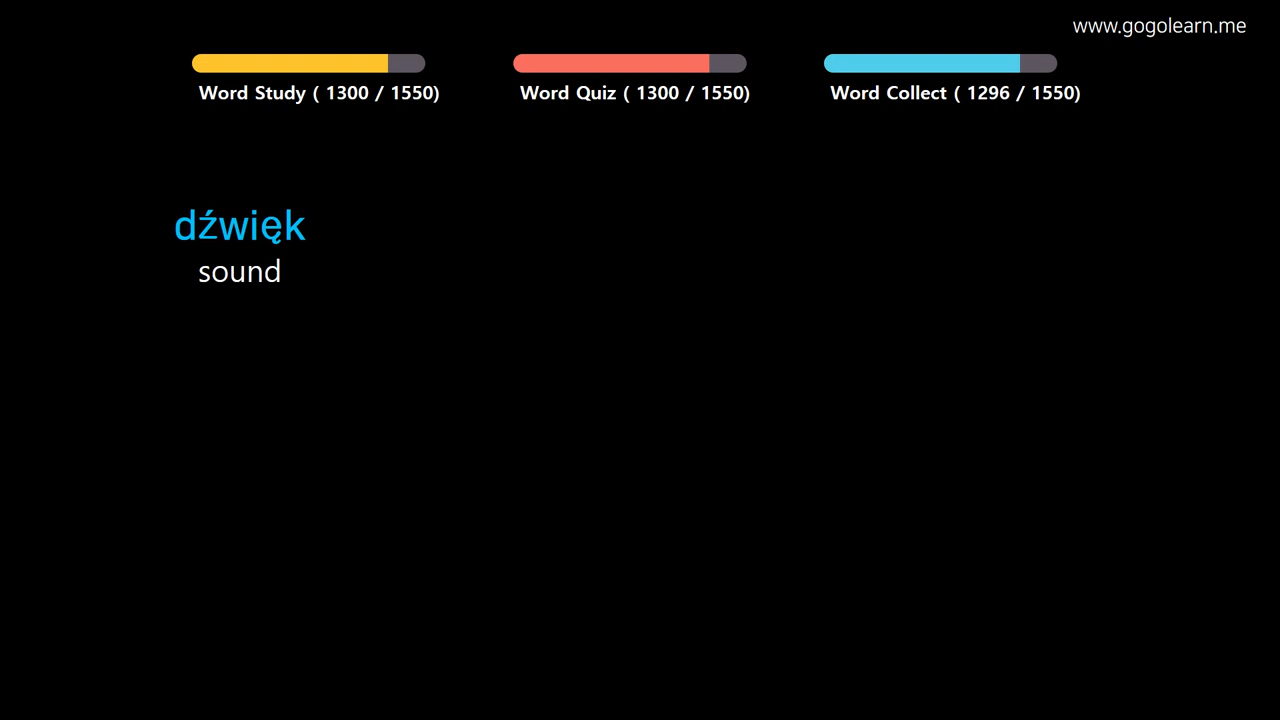 www.gogolearn.me
Word Study ( 1300 / 1550)
Word Quiz ( 1300 / 1550)
Word Collect ( 1296 / 1550)
dźwięk
sound